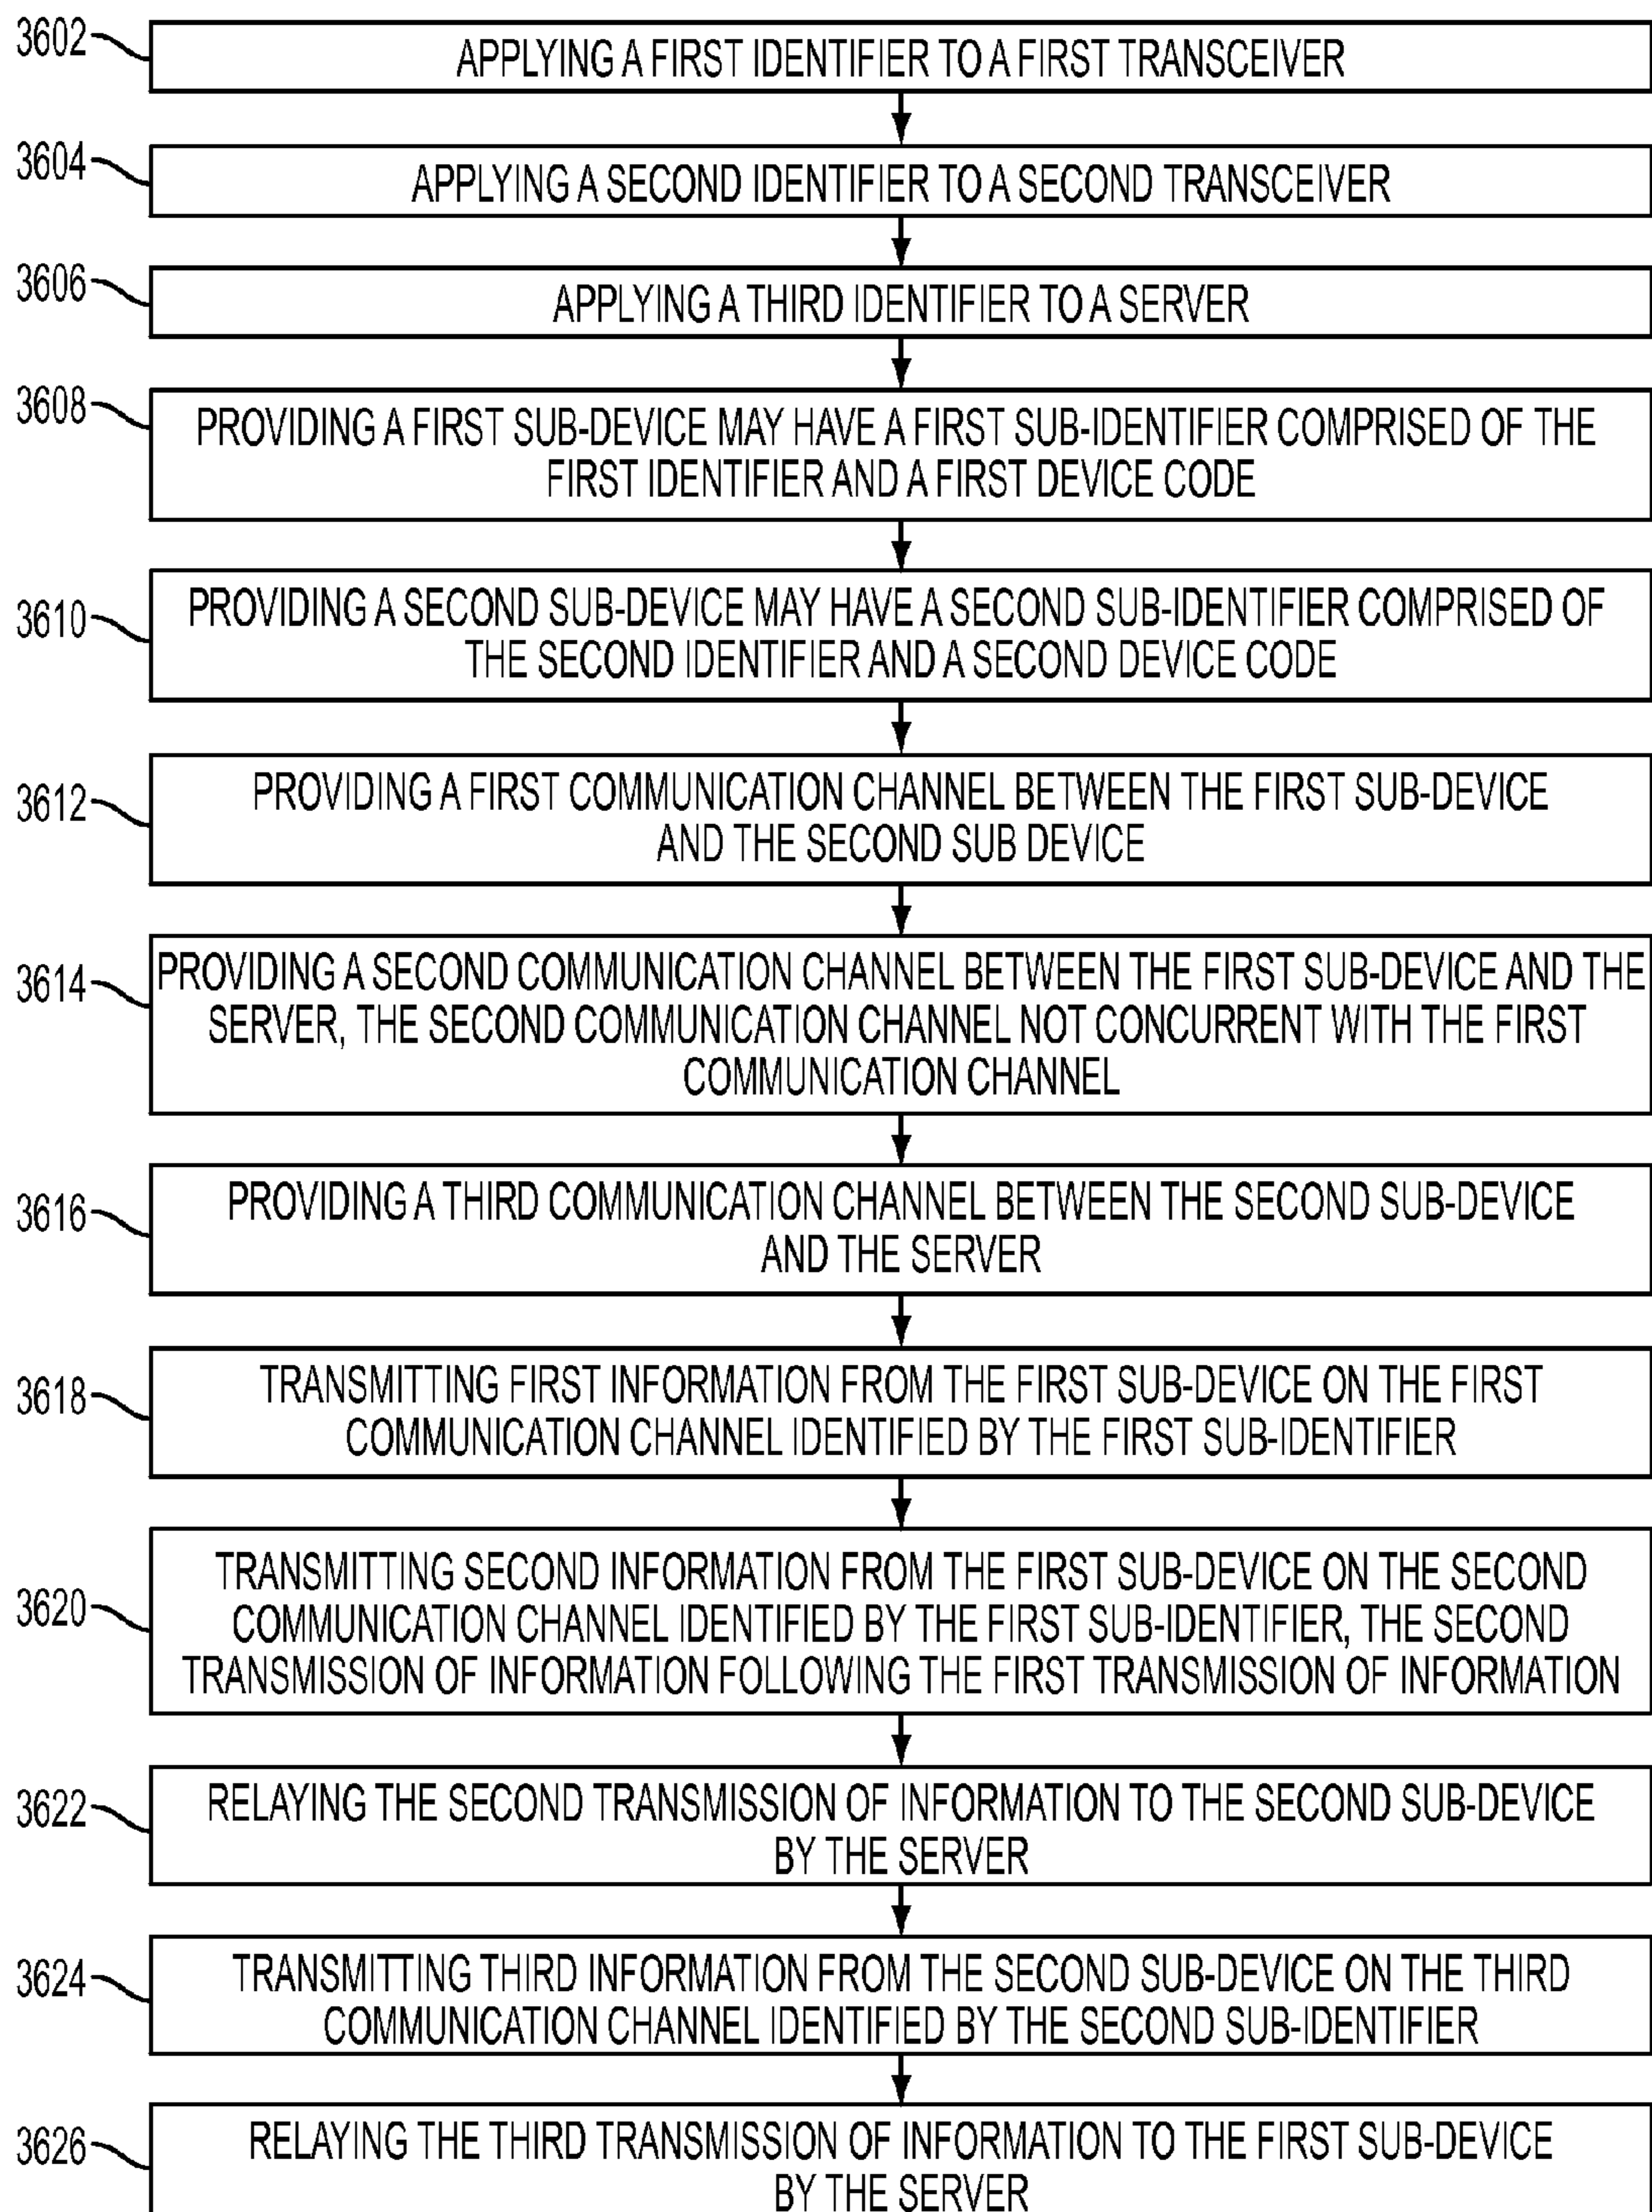 3602
APPLYING A FIRST IDENTIFIER TO A FIRST TRANSCEIVER
3604
APPLYING A SECOND IDENTIFIER TO A SECOND TRANSCEIVER
3606
APPLYING A THIRD IDENTIFIER TO A SERVER
3608
PROVIDING A FIRST SUB-DEVICE MAY HAVE A FIRST SUB-IDENTIFIER COMPRISED OF THE
FIRST IDENTIFIER AND A FIRST DEVICE CODE
3610
PROVIDING A SECOND SUB-DEVICE MAY HAVE A SECOND SUB-IDENTIFIER COMPRISED OF
THE SECOND IDENTIFIER AND A SECOND DEVICE CODE
3612
PROVIDING A FIRST COMMUNICATION CHANNEL BETWEEN THE FIRST SUB-DEVICE
AND THE SECOND SUB DEVICE
3614
PROVIDING A SECOND COMMUNICATION CHANNEL BETWEEN THE FIRST SUB-DEVICE AND THE
SERVER, THE SECOND COMMUNICATION CHANNEL NOT CONCURRENT WITH THE FIRST
COMMUNICATION CHANNEL
3616
PROVIDING A THIRD COMMUNICATION CHANNEL BETWEEN THE SECOND SUB-DEVICE
AND THE SERVER
3618
TRANSMITTING FIRST INFORMATION FROM THE FIRST SUB-DEVICE ON THE FIRST
COMMUNICATION CHANNEL IDENTIFIED BY THE FIRST SUB-IDENTIFIER
3620
TRANSMITTING SECOND INFORMATION FROM THE FIRST SUB-DEVICE ON THE SECOND
COMMUNICATION CHANNEL IDENTIFIED BY THE FIRST SUB-IDENTIFIER, THE SECOND
TRANSMISSION OF INFORMATION FOLLOWING THE FIRST TRANSMISSION OF INFORMATION
3622
RELAYING THE SECOND TRANSMISSION OF INFORMATION TO THE SECOND SUB-DEVICE
BY THE SERVER
3624
TRANSMITTING THIRD INFORMATION FROM THE SECOND SUB-DEVICE ON THE THIRD
COMMUNICATION CHANNEL IDENTIFIED BY THE SECOND SUB-IDENTIFIER
3626
RELAYING THE THIRD TRANSMISSION OF INFORMATION TO THE FIRST SUB-DEVICE
BY THE SERVER